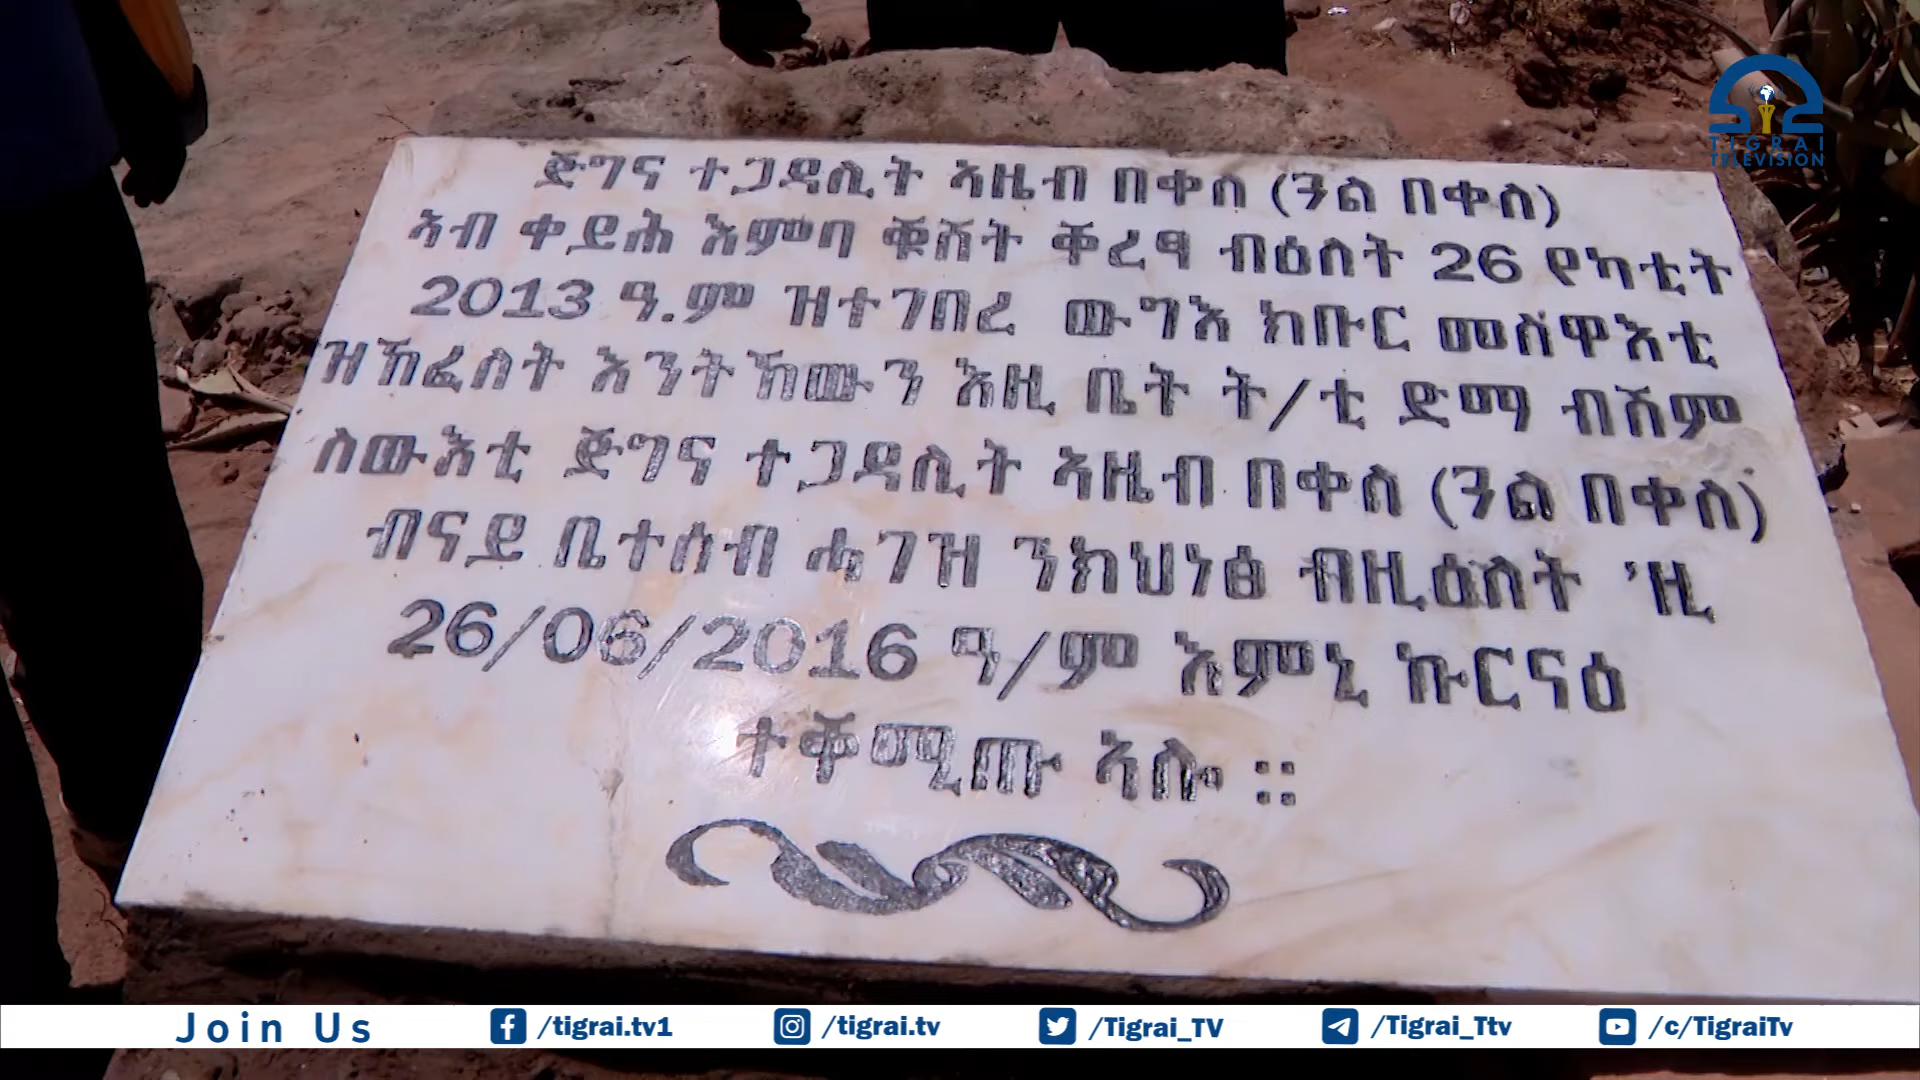 TIGRAI
TELEVISION
ጅግና ተጋዳሊት ኣዜብ በቀለ (ጓል በቀለ)
ኣብ ቀይሕ እምባ ቑሸት ቐረፃ ብዕለት 26 የካቲት
2013 ዓ.ም ዝተገበረ ውግእ ክቡር መስዋእቲ
ዝኸፈለት እንትኸውን እዚ ቤት ት/ቲ ድማ ብሽም
ስውእቲ ጅግና ተጋዳሊት ኣዜብ በቀለ (ጓል በቀለ)
ብናይ ቤተሰብ ሓገዝ ንክህነፅ ብዚዕለት ’ዚ
26/06/2016 ዓ/ም እምኒ ኩርናዕ
ተቐሚጡ ኣሎ ።
Join Us /tigrai.tv1 /tigrai.tv /Tigrai_TV /Tigrai_Ttv /c/TigraiTv